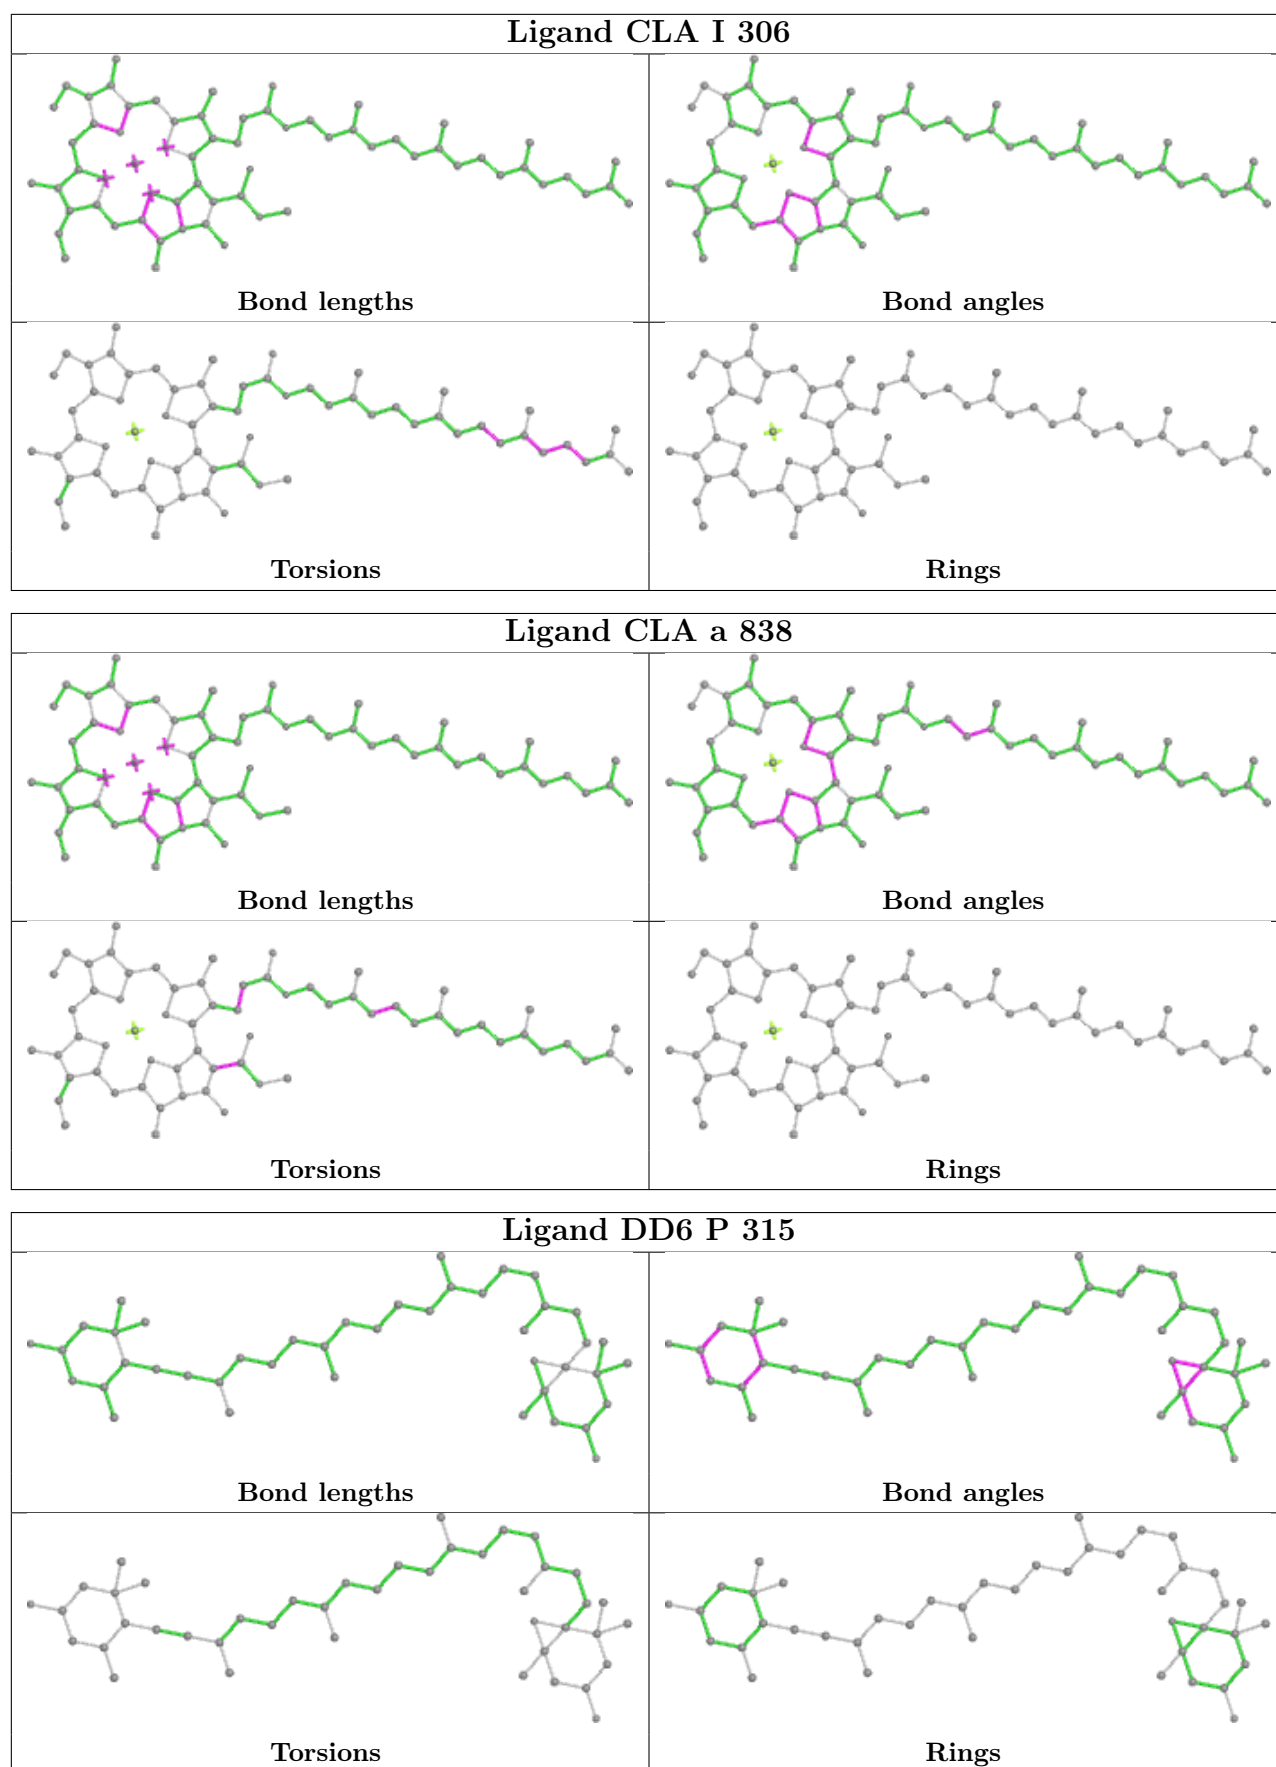 Ligand CLA I 306
Bond lengths
Bond angles
Torsions
Rings
Ligand CLA a 838
Bond lengths
Bond angles
Torsions
Rings
Ligand DD6 P 315
Bond lengths
Bond angles
Torsions
Rings